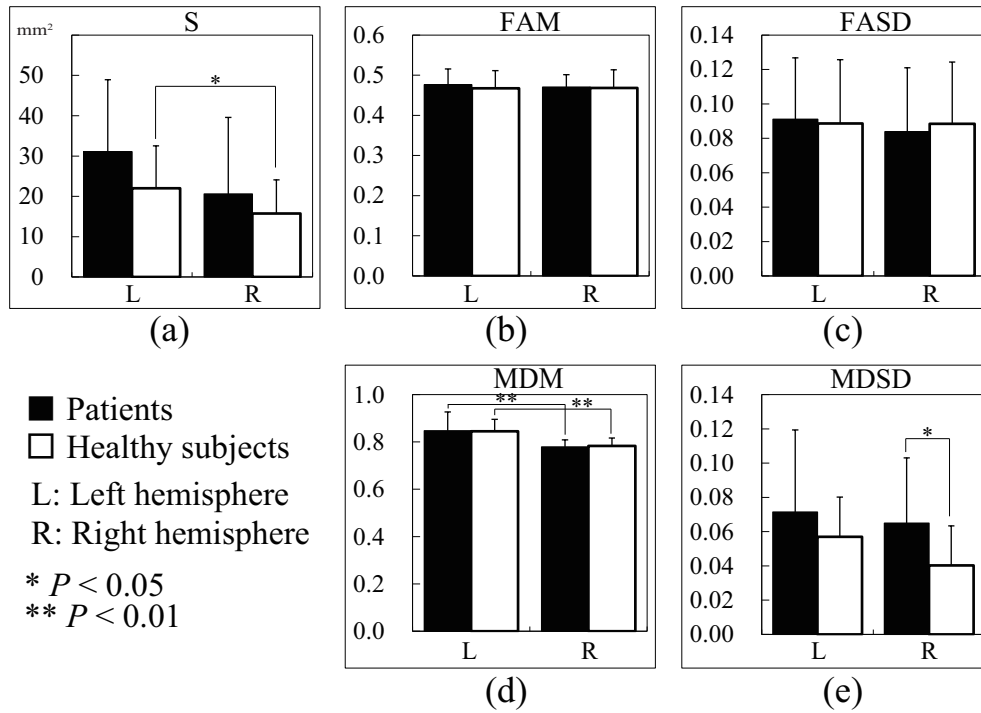 S
mm²
50
40
30
20
10
0
*
L R
(a)
FAM
0.6
0.5
0.4
0.3
0.2
0.1
0.0
L R
(b)
FASD
0.14
0.12
0.10
0.08
0.06
0.04
0.02
0.00
L R
(c)
Patients
Healthy subjects
L: Left hemisphere
R: Right hemisphere
* P < 0.05
** P < 0.01
MDM
1.0
0.8
0.6
0.4
0.2
0.0
** **
L R
(d)
MDSD
0.14
0.12
0.10
0.08
0.06
0.04
0.02
0.00
*
L R
(e)